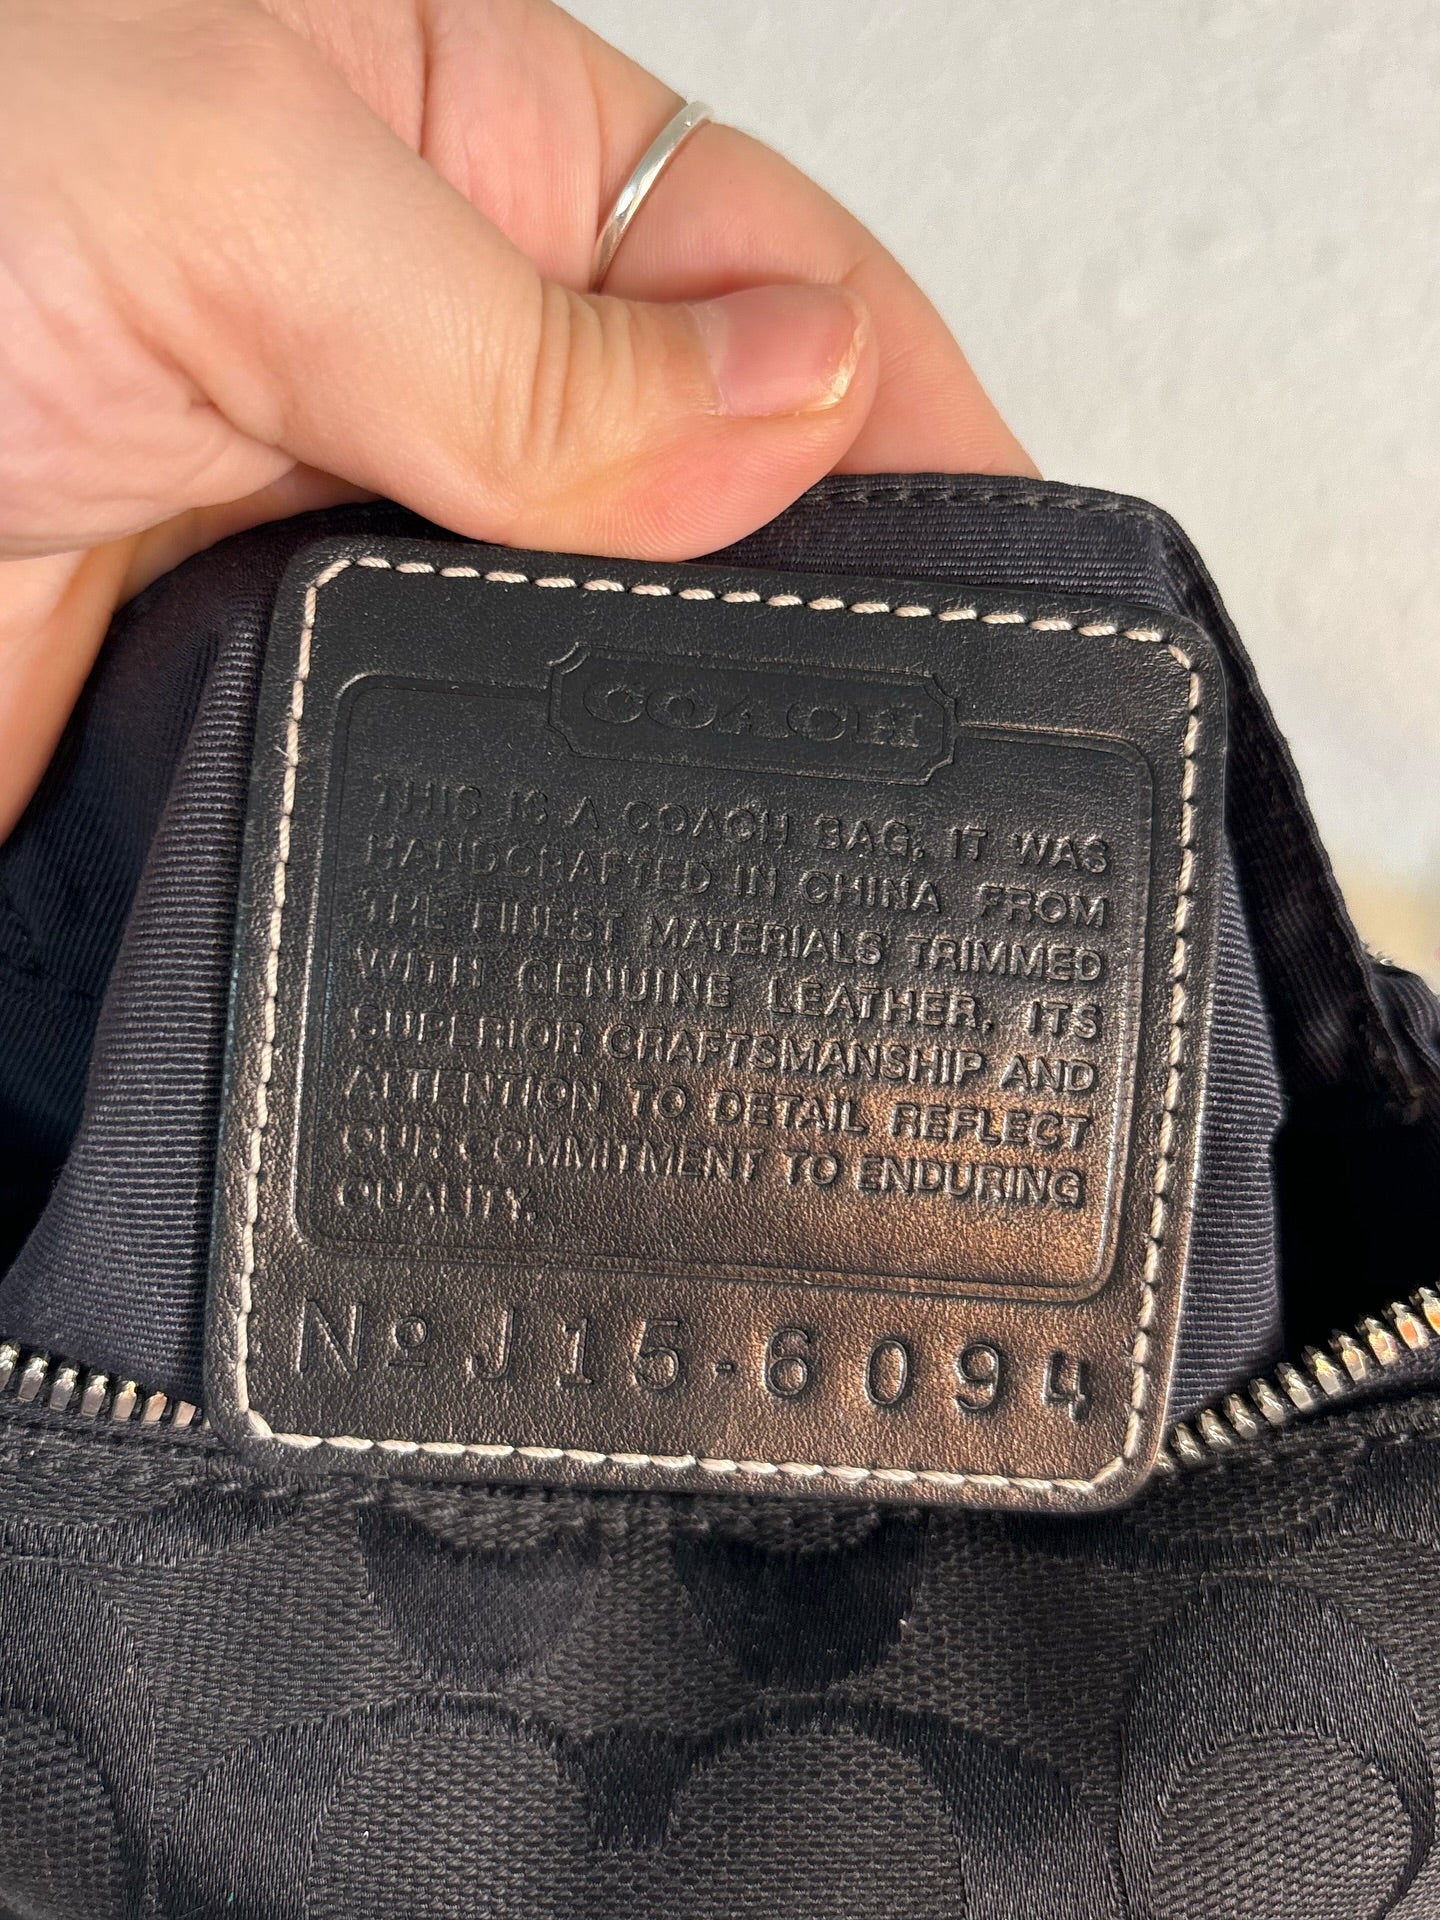 COACH
THIS IS A COACH BAG. IT WAS
HANDCRAFTED IN CHINA FROM
THE FINEST MATERIALS TRIMMED
WITH GENUINE LEATHER. ITS
SUPERIOR CRAFTSMANSHIP AND
ATTENTION TO DETAIL REFLECT
OUR COMMITMENT TO ENDURING
QUALITY.
Nº J15-6094